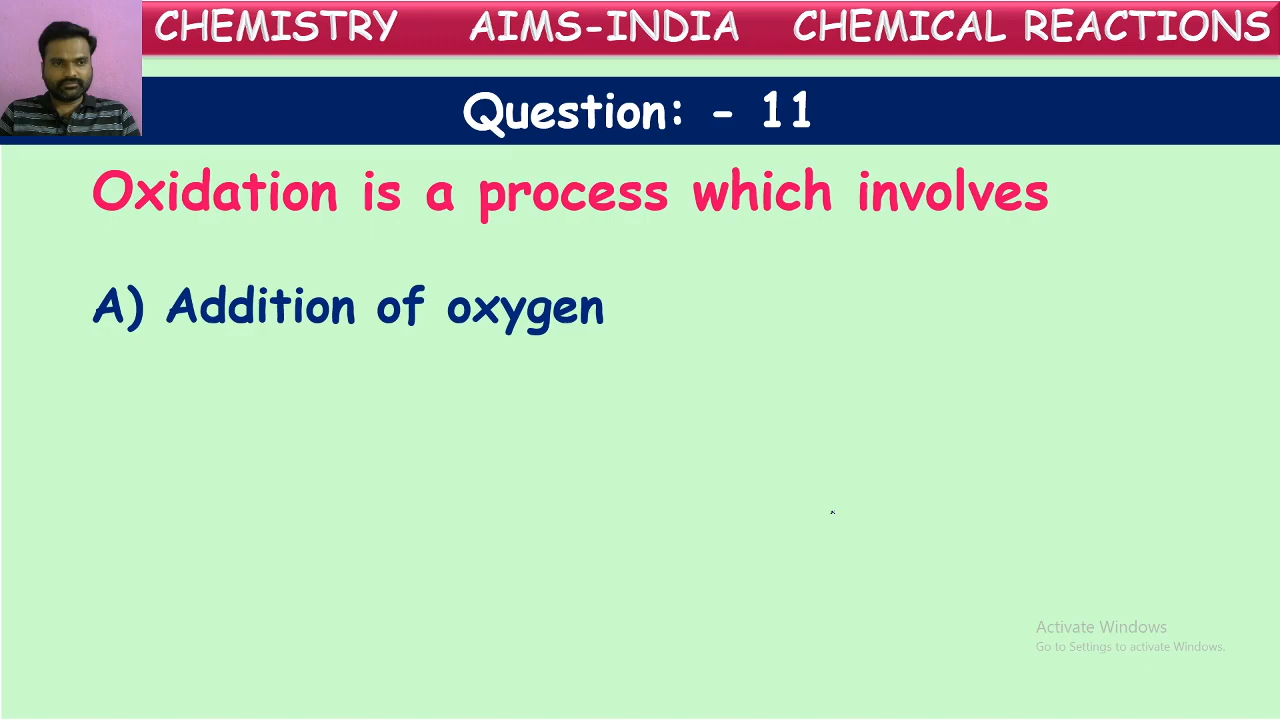 CHEMISTRY AIMS-INDIA CHEMICAL REACTIONS
Question: - 11
Oxidation is a process which involves
A) Addition of oxygen
Activate Windows
Go to Settings to activate Windows.